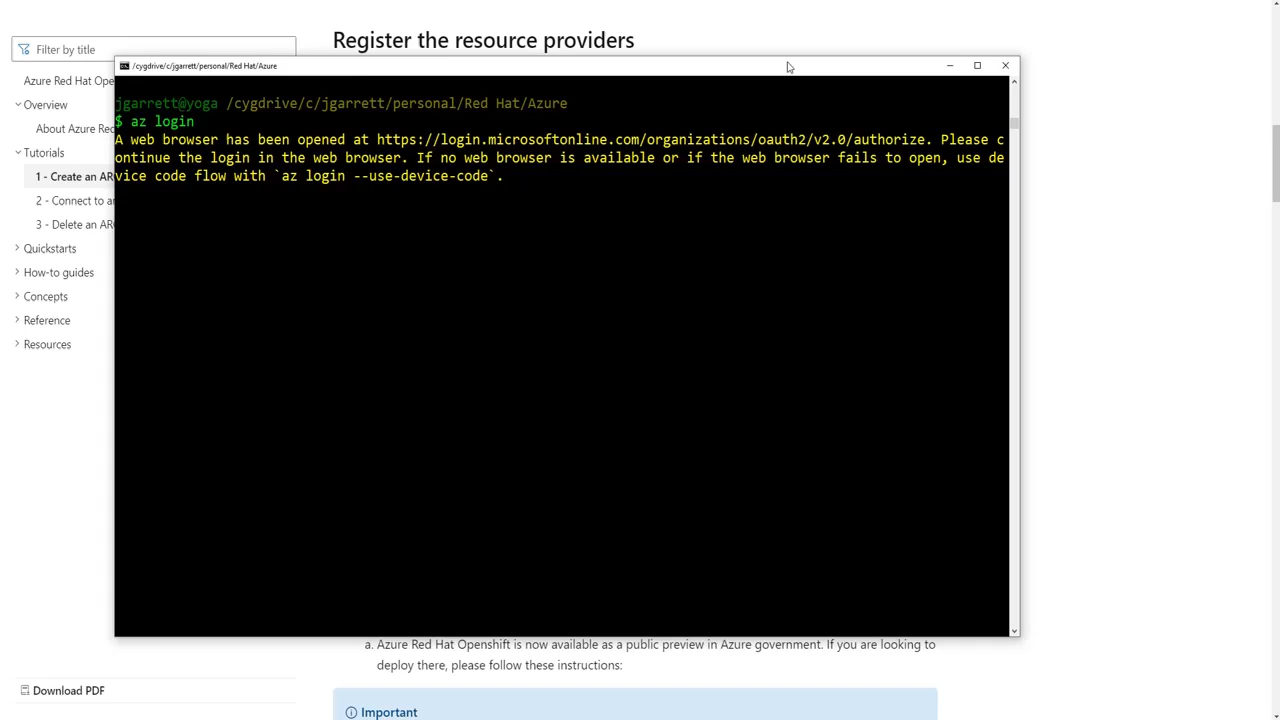 Register the resource providers
Filter by title
/cygdrive/c/jgarrett/personal/Red Hat/Azure
Azure Red Hat Ope
Overview
About Azure Rec
Tutorials
1 - Create an AR
2 - Connect to a
3 - Delete an AR
Quickstarts
How-to guides
Concepts
Reference
Resources
jgarrett@yoga /cygdrive/c/jgarrett/personal/Red Hat/Azure
$ az login
A web browser has been opened at https://login.microsoftonline.com/organizations/oauth2/v2.0/authorize. Please c
ontinue the login in the web browser. If no web browser is available or if the web browser fails to open, use de
vice code flow with `az login --use-device-code`.
a. Azure Red Hat Openshift is now available as a public preview in Azure government. If you are looking to
deploy there, please follow these instructions:
Download PDF
Important